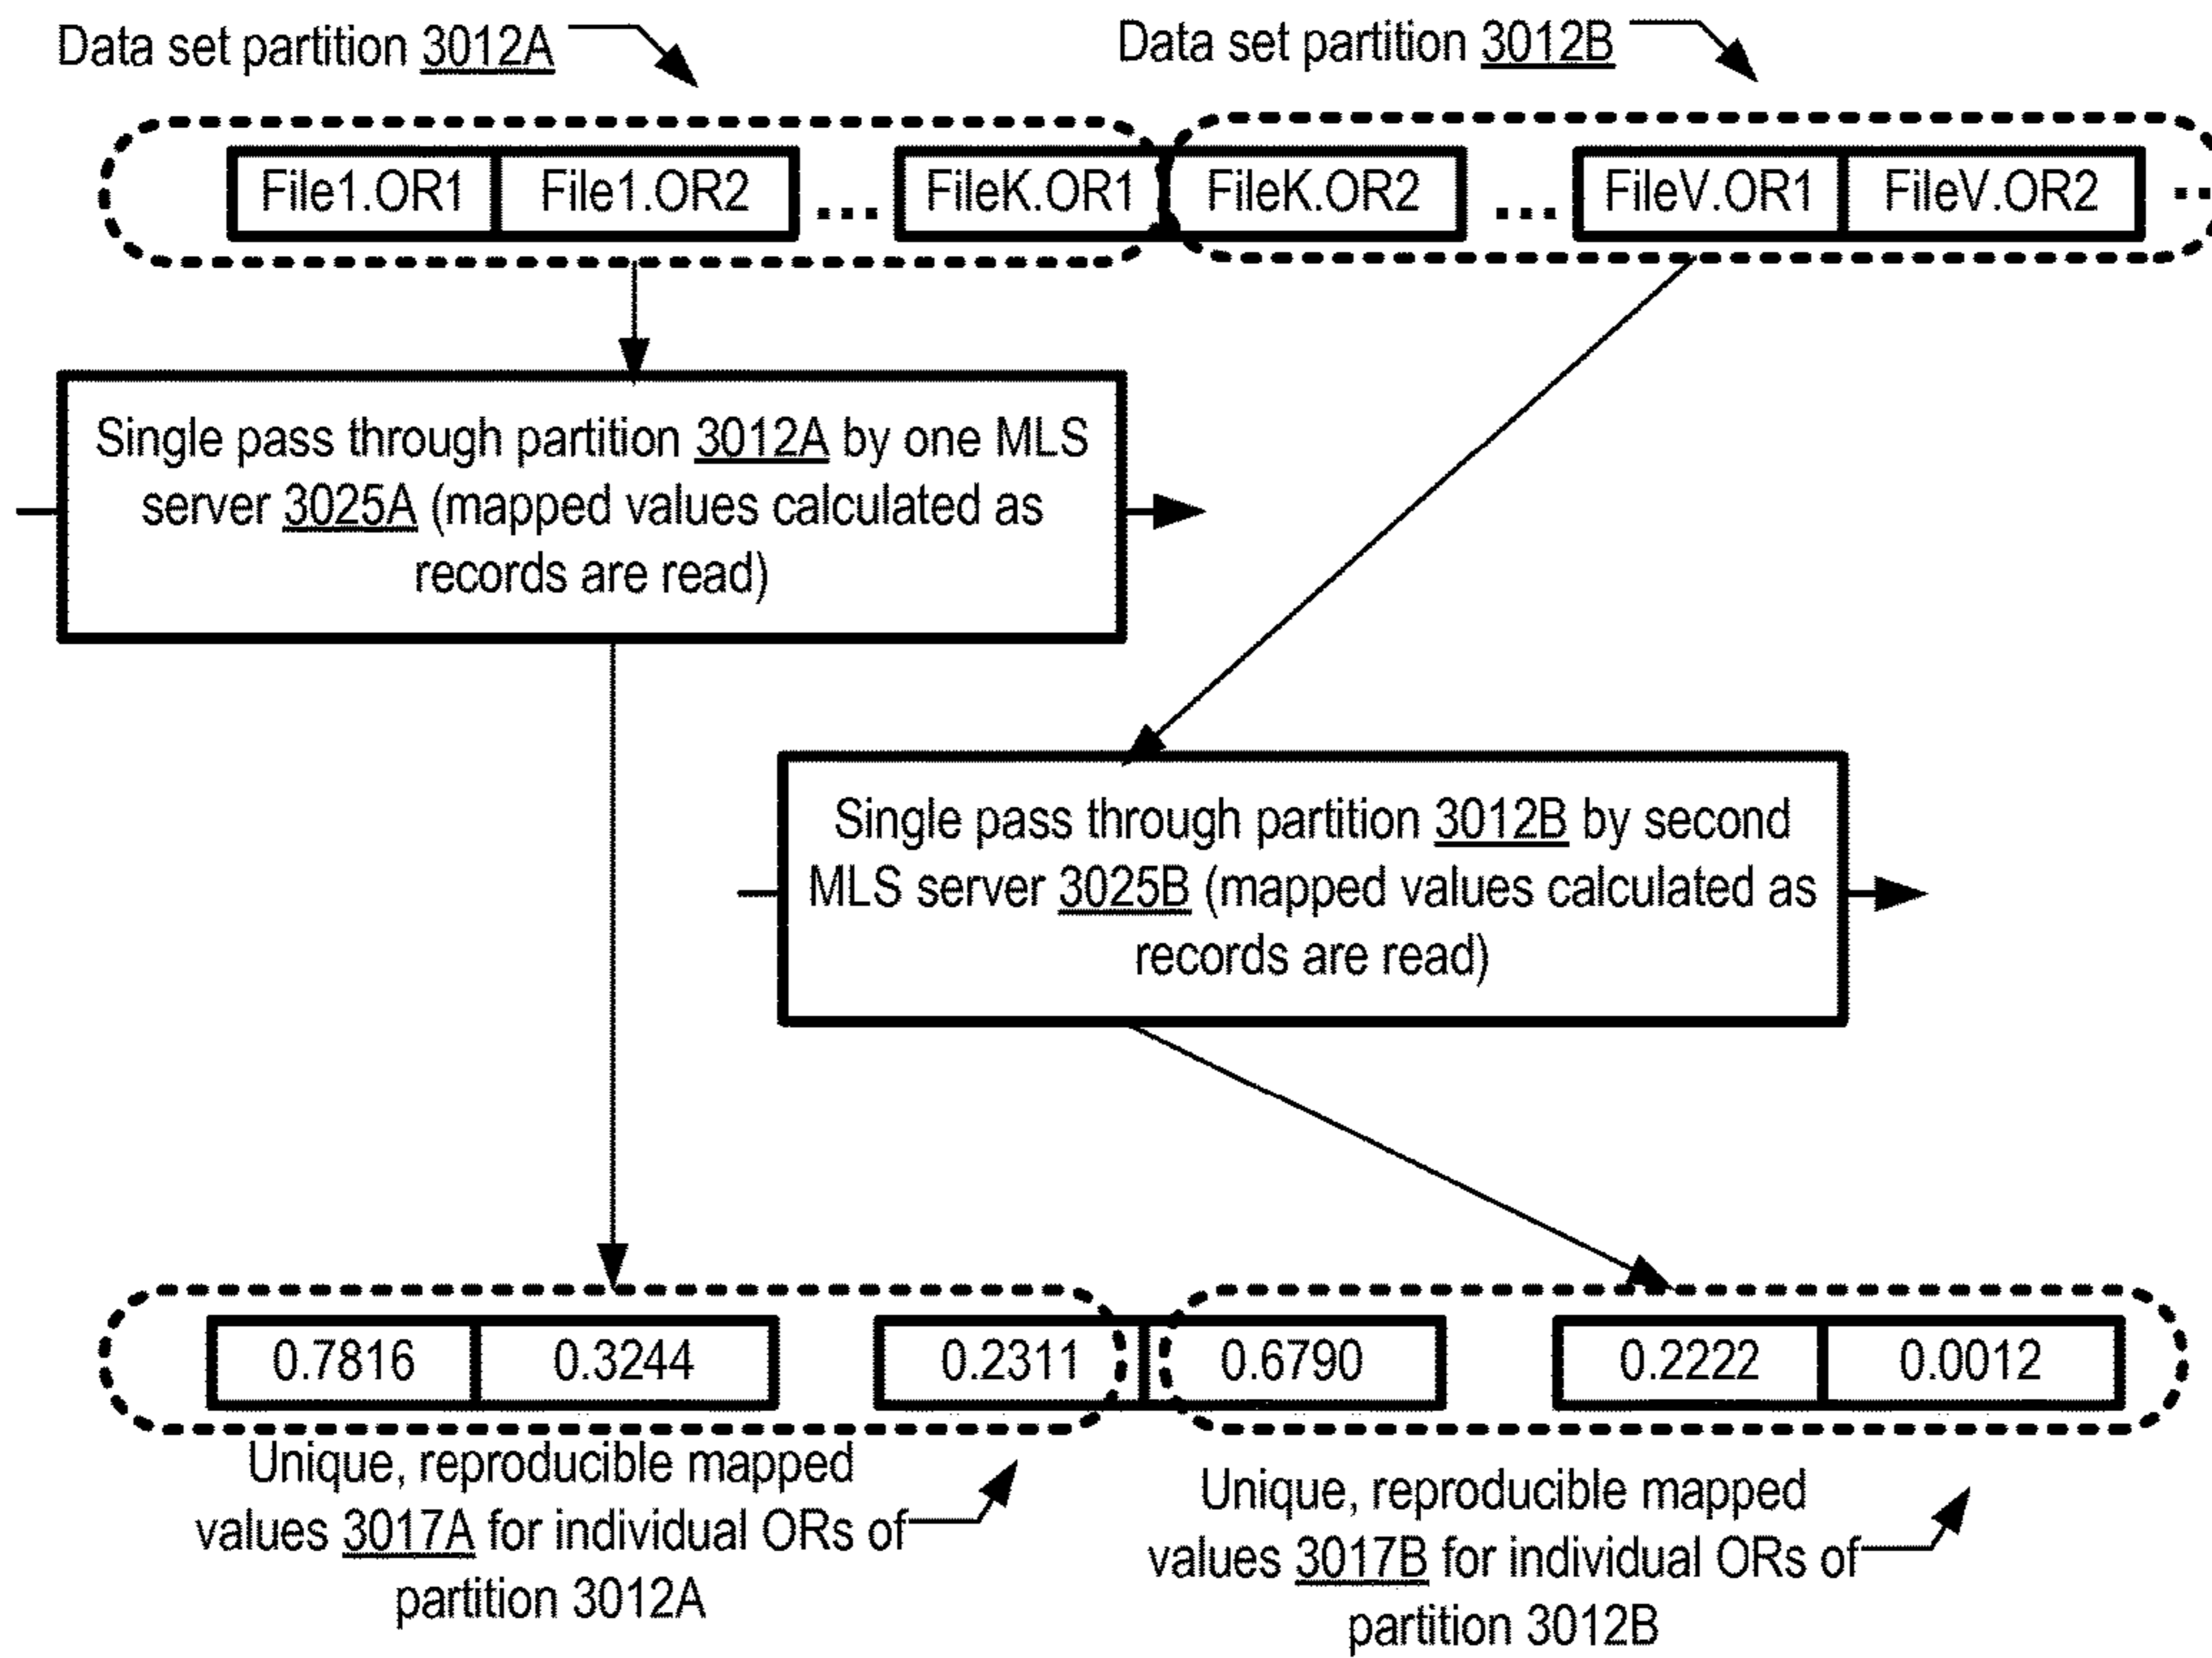 Data set partition 3012A
Data set partition 3012B
File1.OR1 File1.OR2 ... FileK.OR1 FileK.OR2 ... FileV.OR1 FileV.OR2 ..
Single pass through partition 3012A by one MLS
server 3025A (mapped values calculated as
records are read)
Single pass through partition 3012B by second
MLS server 3025B (mapped values calculated as
records are read)
0.7816 0.3244 0.2311 0.6790 0.2222 0.0012
Unique, reproducible mapped
values 3017A for individual ORs of
partition 3012A
Unique, reproducible mapped
values 3017B for individual ORs of
partition 3012B